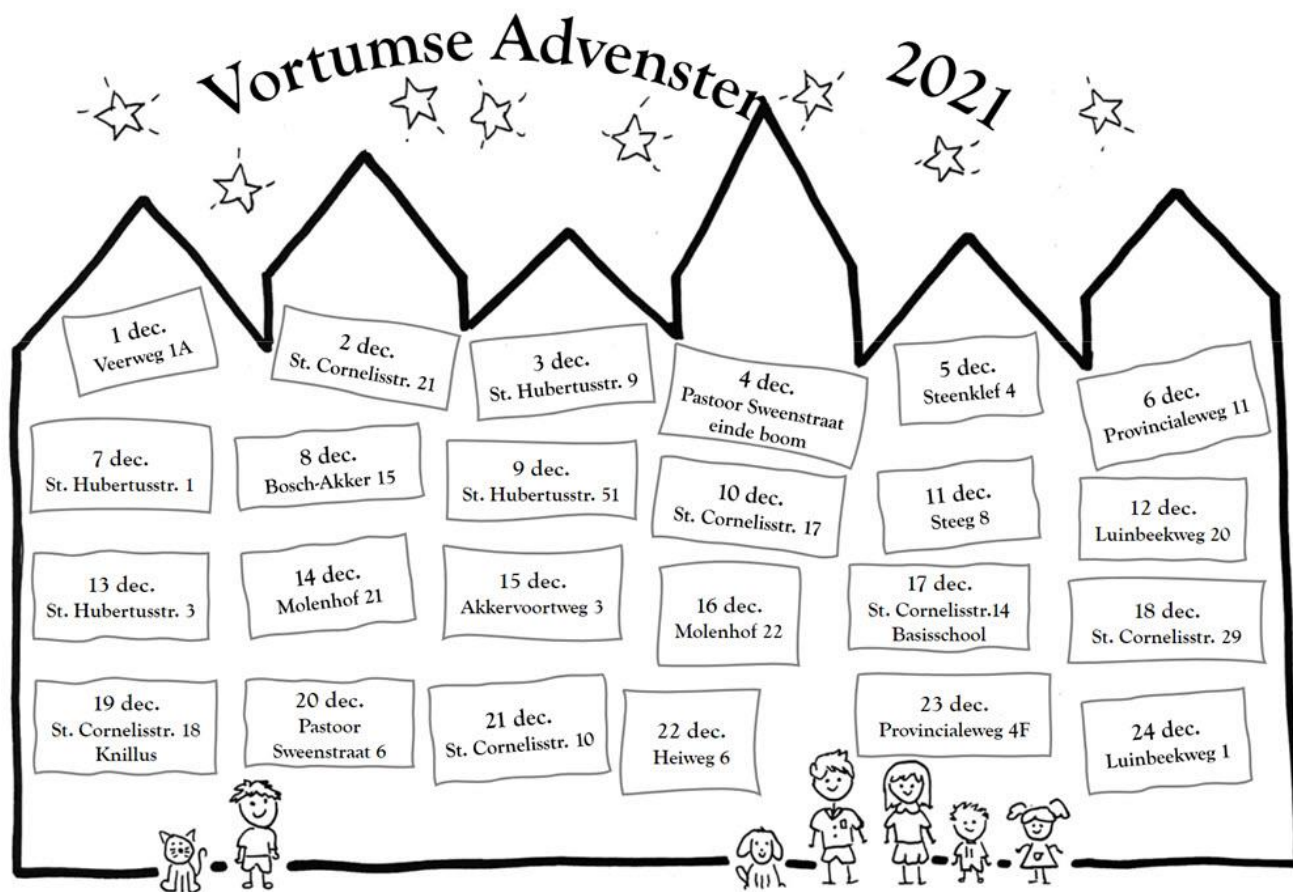 Vortumse Advenster 2021
1 dec.
Veerweg 1A
2 dec.
St. Cornelisstr. 21
3 dec.
St. Hubertusstr. 9
4 dec.
Pastoor Sweenstraat
einde boom
5 dec.
Steenklef 4
6 dec.
Provincialeweg 11
7 dec.
St. Hubertusstr. 1
8 dec.
Bosch-Akker 15
9 dec.
St. Hubertusstr. 51
10 dec.
St. Cornelisstr. 17
11 dec.
Steeg 8
12 dec.
Luinbeekweg 20
13 dec.
St. Hubertusstr. 3
14 dec.
Molenhof 21
15 dec.
Akkervoortweg 3
16 dec.
Molenhof 22
17 dec.
St. Cornelisstr.14
Basisschool
18 dec.
St. Cornelisstr. 29
19 dec.
St. Cornelisstr. 18
Knillus
20 dec.
Pastoor
Sweenstraat 6
21 dec.
St. Cornelisstr. 10
22 dec.
Heiweg 6
23 dec.
Provincialeweg 4F
24 dec.
Luinbeekweg 1